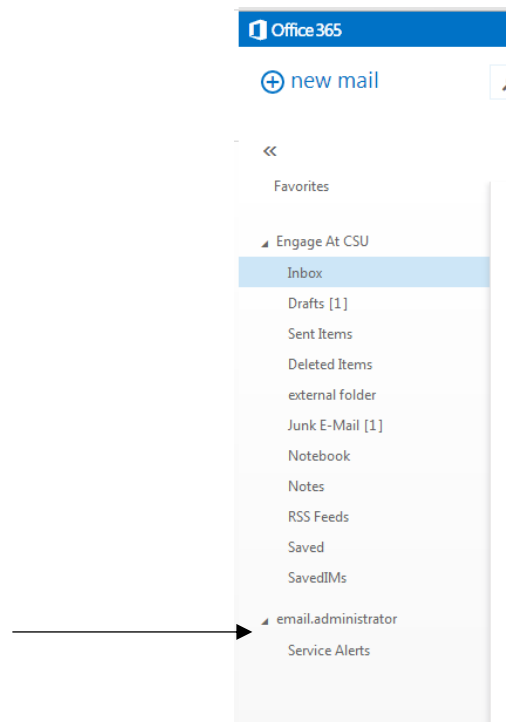 Office 365
new mail
Favorites
Engage At CSU
Inbox
Drafts [1]
Sent Items
Deleted Items
external folder
Junk E-Mail [1]
Notebook
Notes
RSS Feeds
Saved
SavedIMs
email.administrator
Service Alerts